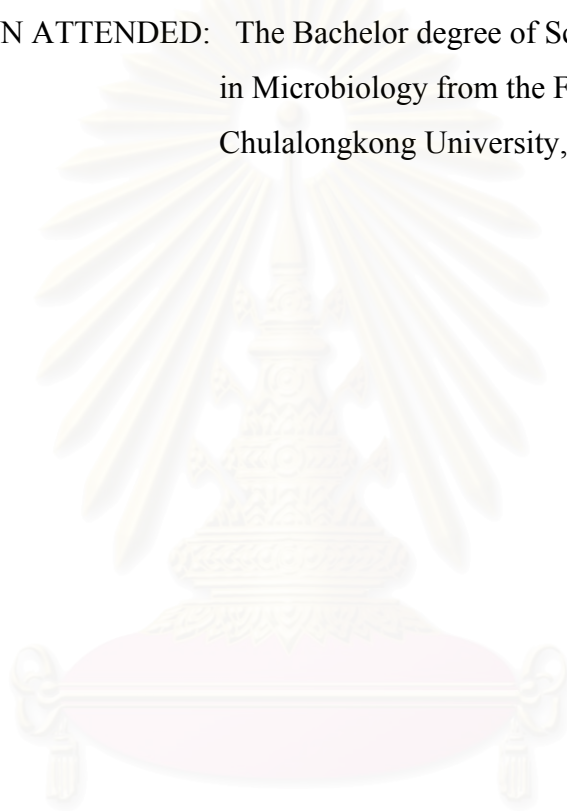 N ATTENDED: The Bachelor degree of Sc
in Microbiology from the F
Chulalongkong University,